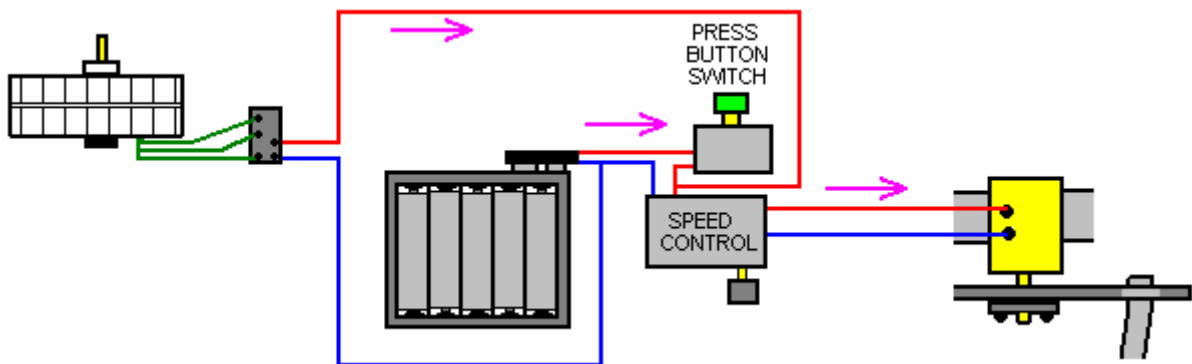 PRESS
BUTTON
SWITCH
SPEED
CONTROL